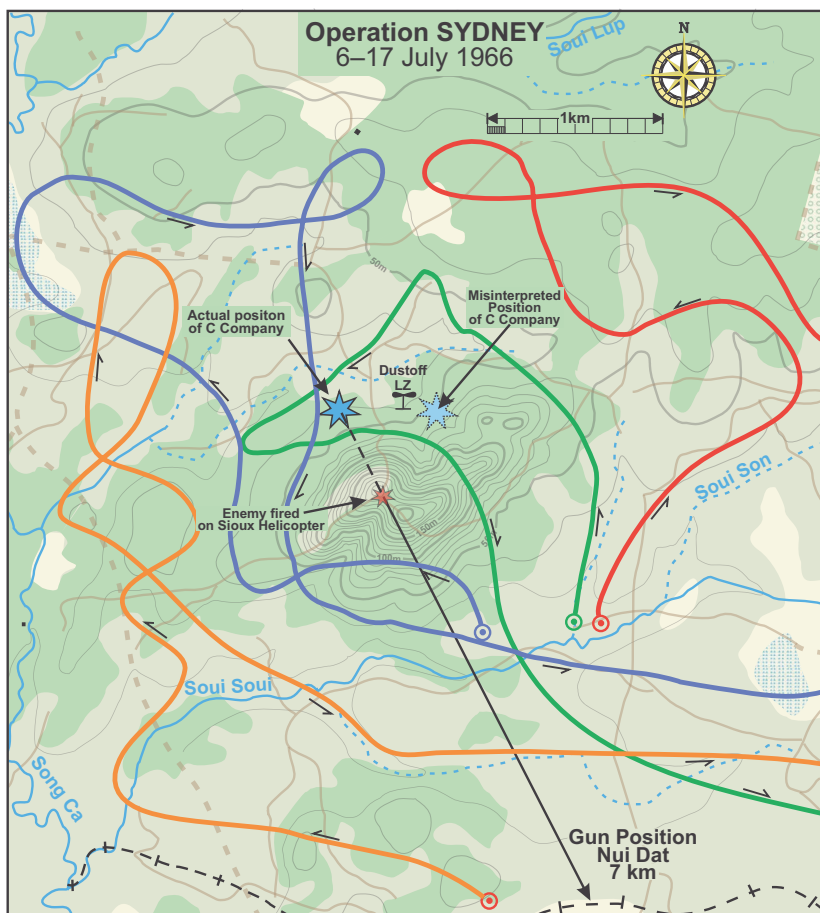 Operation SYDNEY
6–17 July 1966
Soui Lup
N
1km
50m
Actual positon
of C Company
Misinterpreted
Position
of C Company
Dustoff
LZ
Soui Son
Enemy fired
on Sioux Helicopter
150m
100m
Soui Soui
Song Ca
Gun Position
Nui Dat
7 km